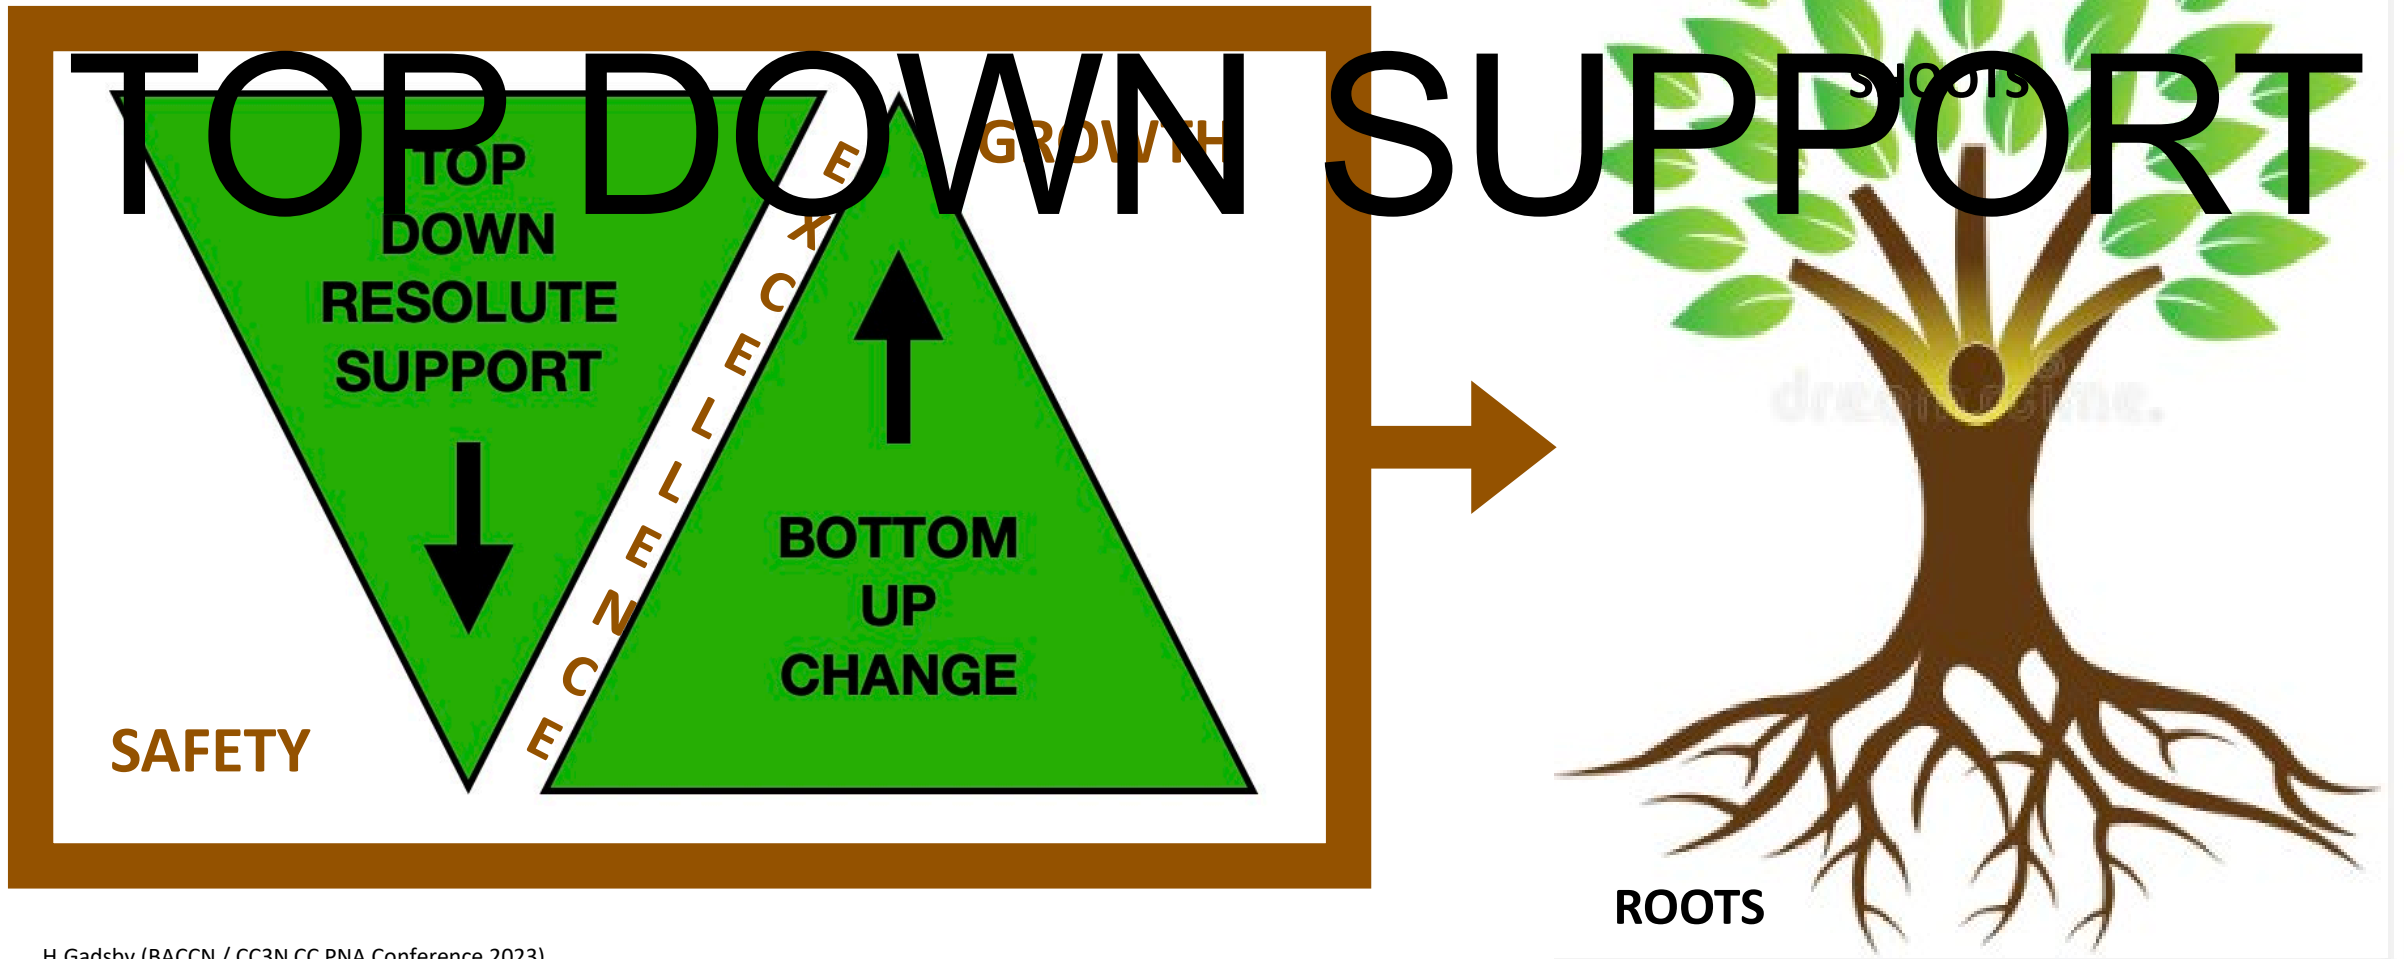 TOP DOWN SUPPORT
SHOOTS
GROWTH
TOP
DOWN
RESOLUTE
SUPPORT
EXCELLENCE
BOTTOM
UP
CHANGE
SAFETY
dreamstime.
ROOTS
H Gadsby (BACCN / CC3N CC PNA Conference 2023)